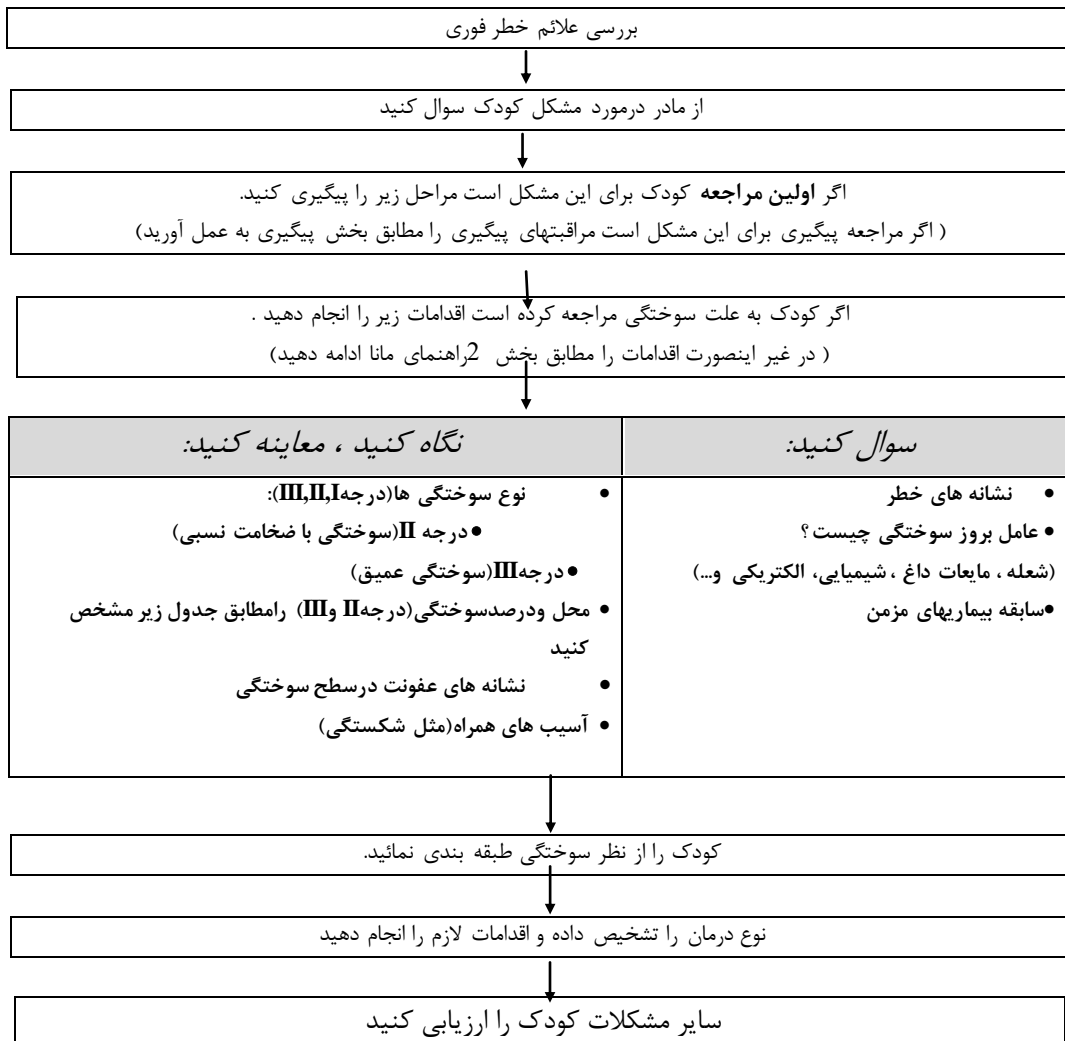 بررسی علائم خطر فوری
از مادر درمورد مشکل کودک سوال کنید
اگر اولین مراجعه کودک برای این مشکل است مراحل زیر را پیگیری کنید.
( اگر مراجعه پیگیری برای این مشکل است مراقبتهای پیگیری را مطابق بخش پیگیری به عمل آورید)
اگر کودک به علت سوختگی مراجعه کرده است اقدامات زیر را انجام دهید .
( در غیر اینصورت اقدامات را مطابق بخش 2راهنمای مانا ادامه دهید)
سوال کنید:
• نشانه های خطر
• عامل بروز سوختگی چیست؟
(شعله ، مایعات داغ ، شیمیایی، الکتریکی و...)
•سابقه بیماریهای مزمن
نگاه کنید ، معاینه کنید:
• نوع سوختگی ها(درجهIII,II,I):
•درجه II(سوختگی با ضخامت نسبی)
•درجهIII(سوختگی عمیق)
• محل ودرصدسوختگی(درجهII وIII) رامطابق جدول زیر مشخص
کنید
• نشانه های عفونت درسطح سوختگی
• آسیب های همراه(مثل شکستگی)
کودک را از نظر سوختگی طبقه بندی نمائید.
نوع درمان را تشخیص داده و اقدامات لازم را انجام دهید
سایر مشکلات کودک را ارزیابی کنید